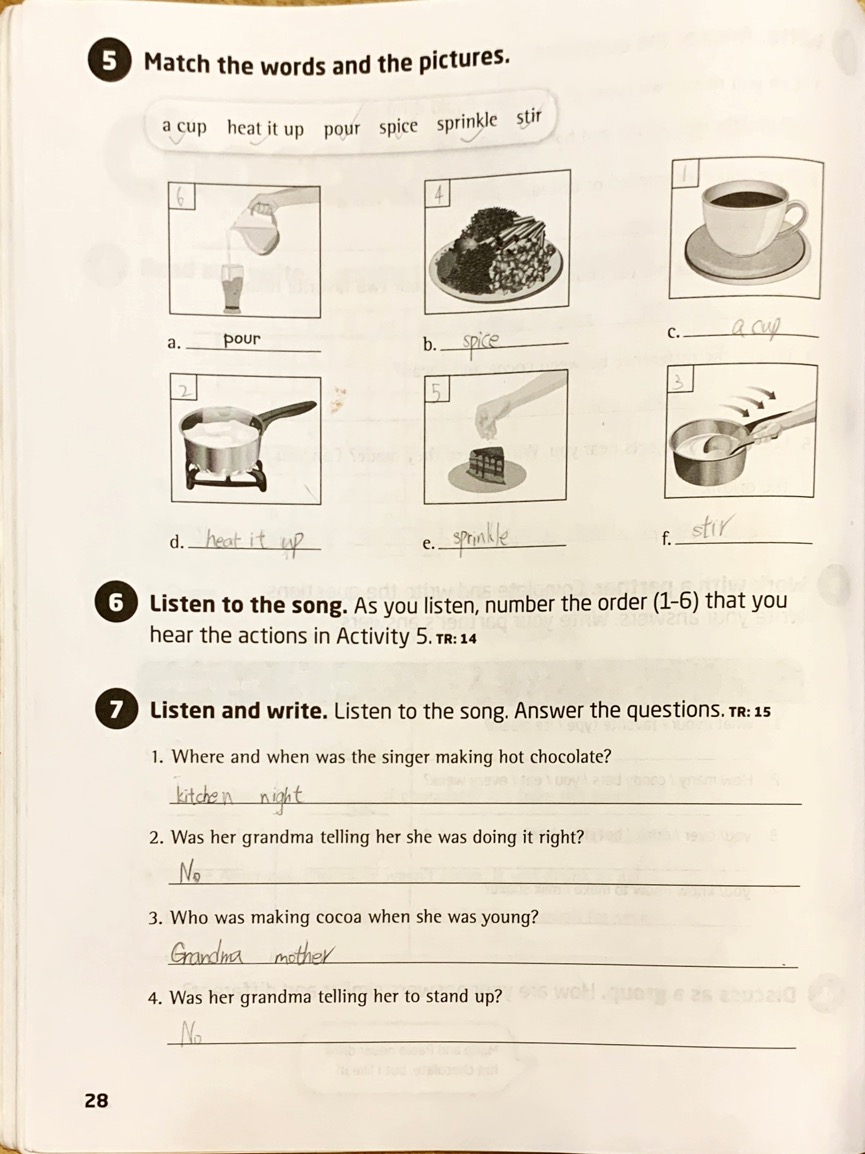 5 Match the words and the pictures.
a cup heat it up pour spice sprinkle stir
6 4 1
a. pour b. spice c. a cup
2 5 3
d. heat it up e. sprinkle f. stir
6 Listen to the song. As you listen, number the order (1–6) that you
hear the actions in Activity 5. TR: 14
7 Listen and write. Listen to the song. Answer the questions. TR: 15
1. Where and when was the singer making hot chocolate?
kitchen night
2. Was her grandma telling her she was doing it right?
No
3. Who was making cocoa when she was young?
Grandma mother
4. Was her grandma telling her to stand up?
No
28